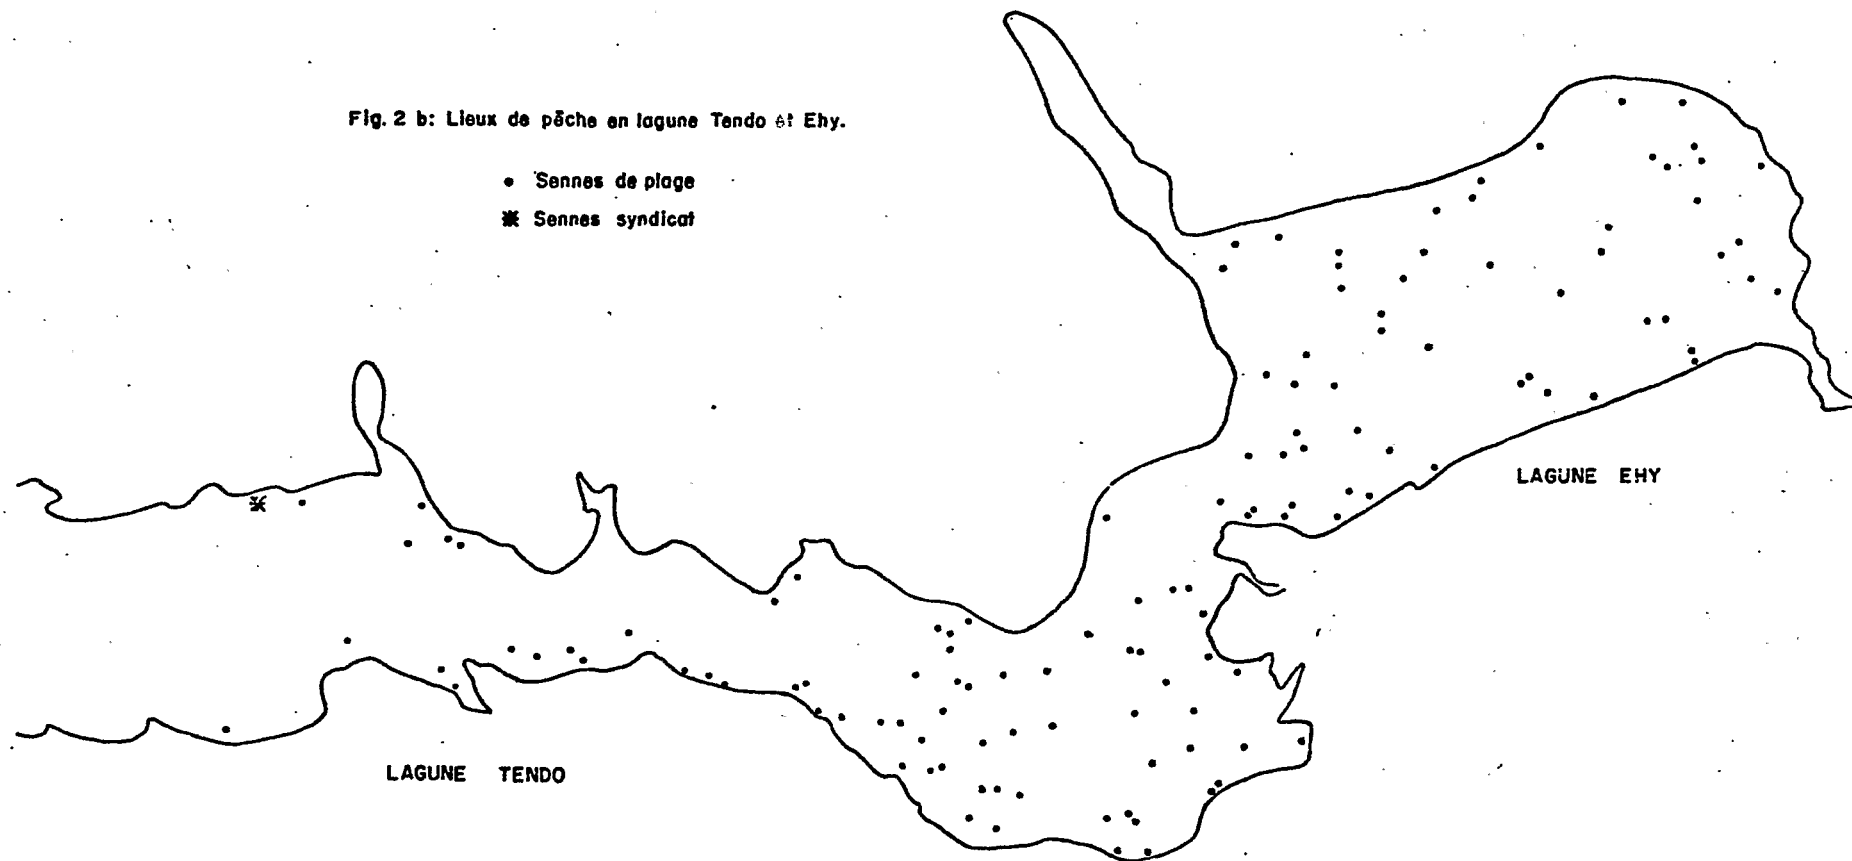 Fig. 2 b: Lieux de pêche en lagune Tendo et Ehy.
Sennes de plage
Sennes syndicat
LAGUNE EHY
LAGUNE TENDO